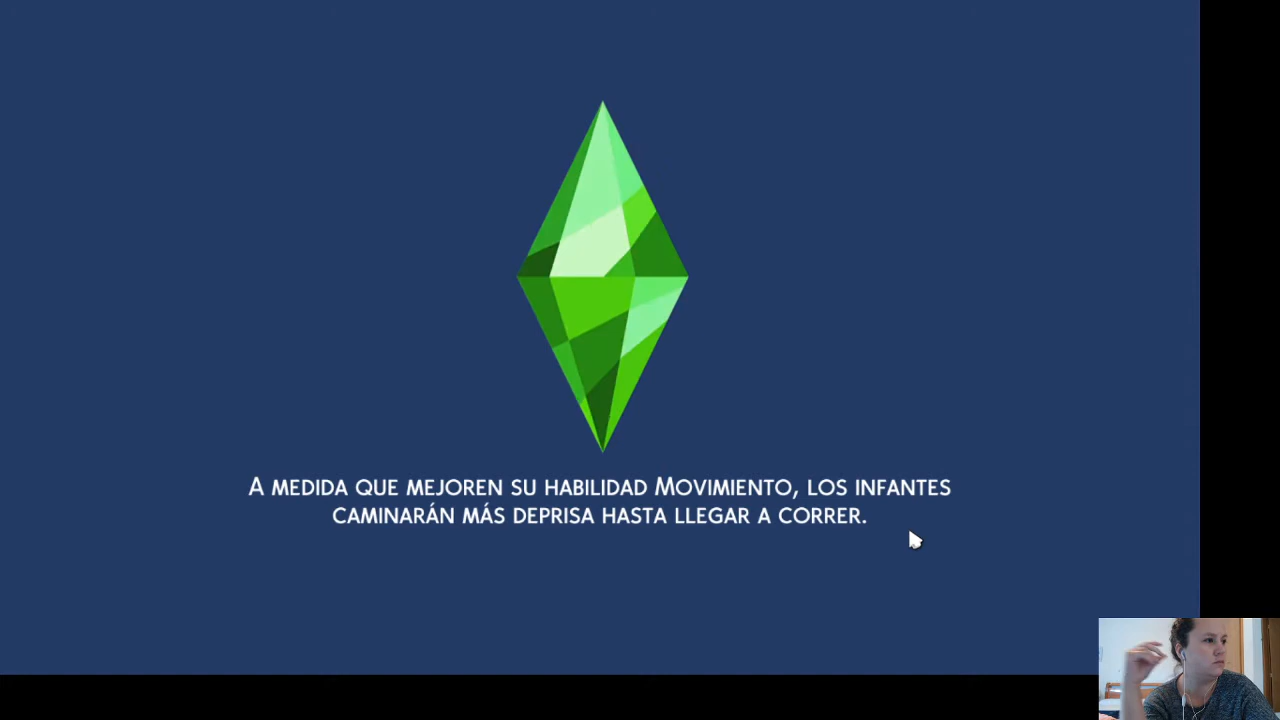 A MEDIDA QUE MEJOREN SU HABILIDAD MOVIMIENTO, LOS INFANTES
CAMINARÁN MÁS DEPRISA HASTA LLEGAR A CORRER.